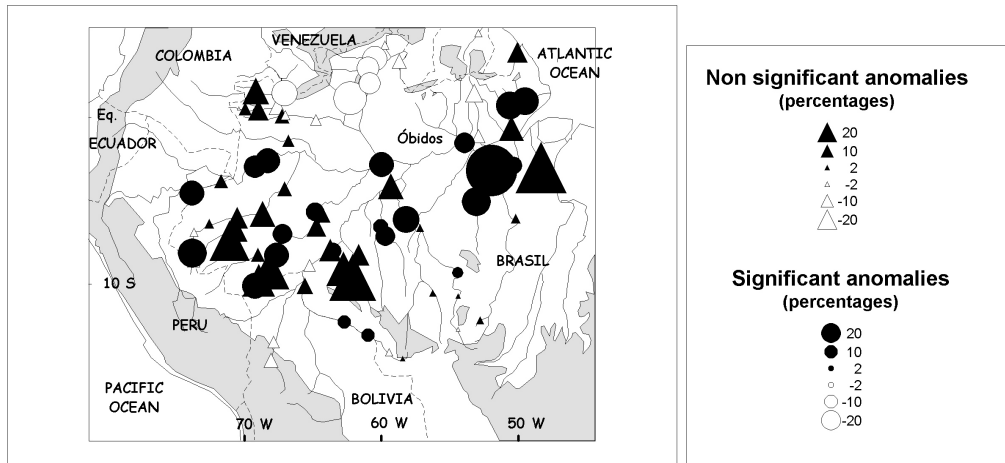 VENEZUELA
COLOMBIA
ATLANTIC
OCEAN
Eq.
Óbidos
ECUADOR
BRASIL
10 S
PERU
PACIFIC
OCEAN
BOLIVIA
70 W
60 W
50 W
Non significant anomalies
(percentages)
20
10
2
-2
-10
-20
Significant anomalies
(percentages)
20
10
2
-2
-10
-20